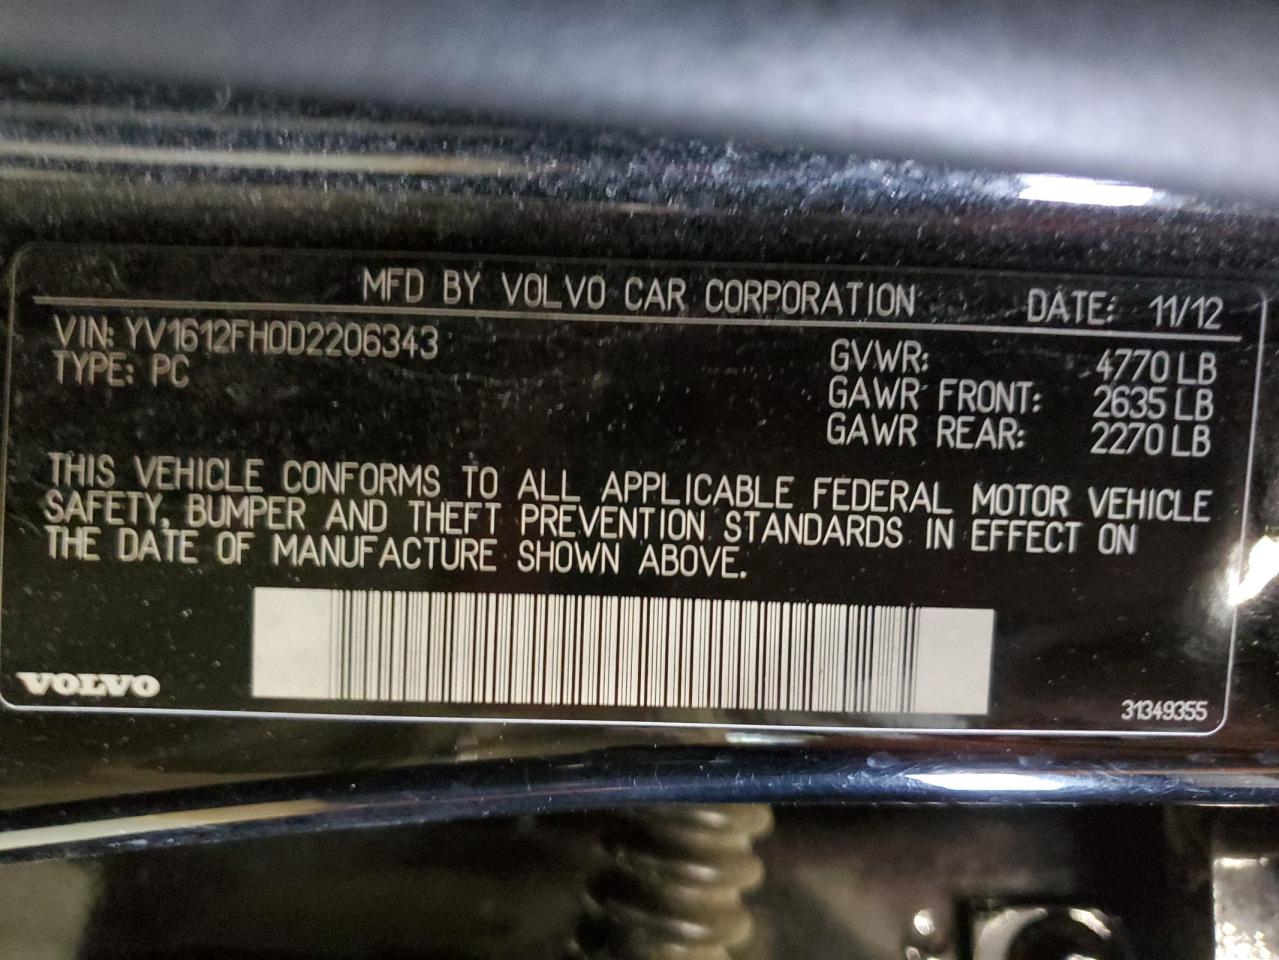 MFD BY VOLVO CAR CORPORATION DATE: 11/12
VIN: YV1612FH0D2206343
TYPE: PC
GVWR: 4770 LB
GAWR FRONT: 2635 LB
GAWR REAR: 2270 LB
THIS VEHICLE CONFORMS TO ALL APPLICABLE FEDERAL MOTOR VEHICLE
SAFETY, BUMPER AND THEFT PREVENTION STANDARDS IN EFFECT ON
THE DATE OF MANUFACTURE SHOWN ABOVE.
VOLVO
31349355